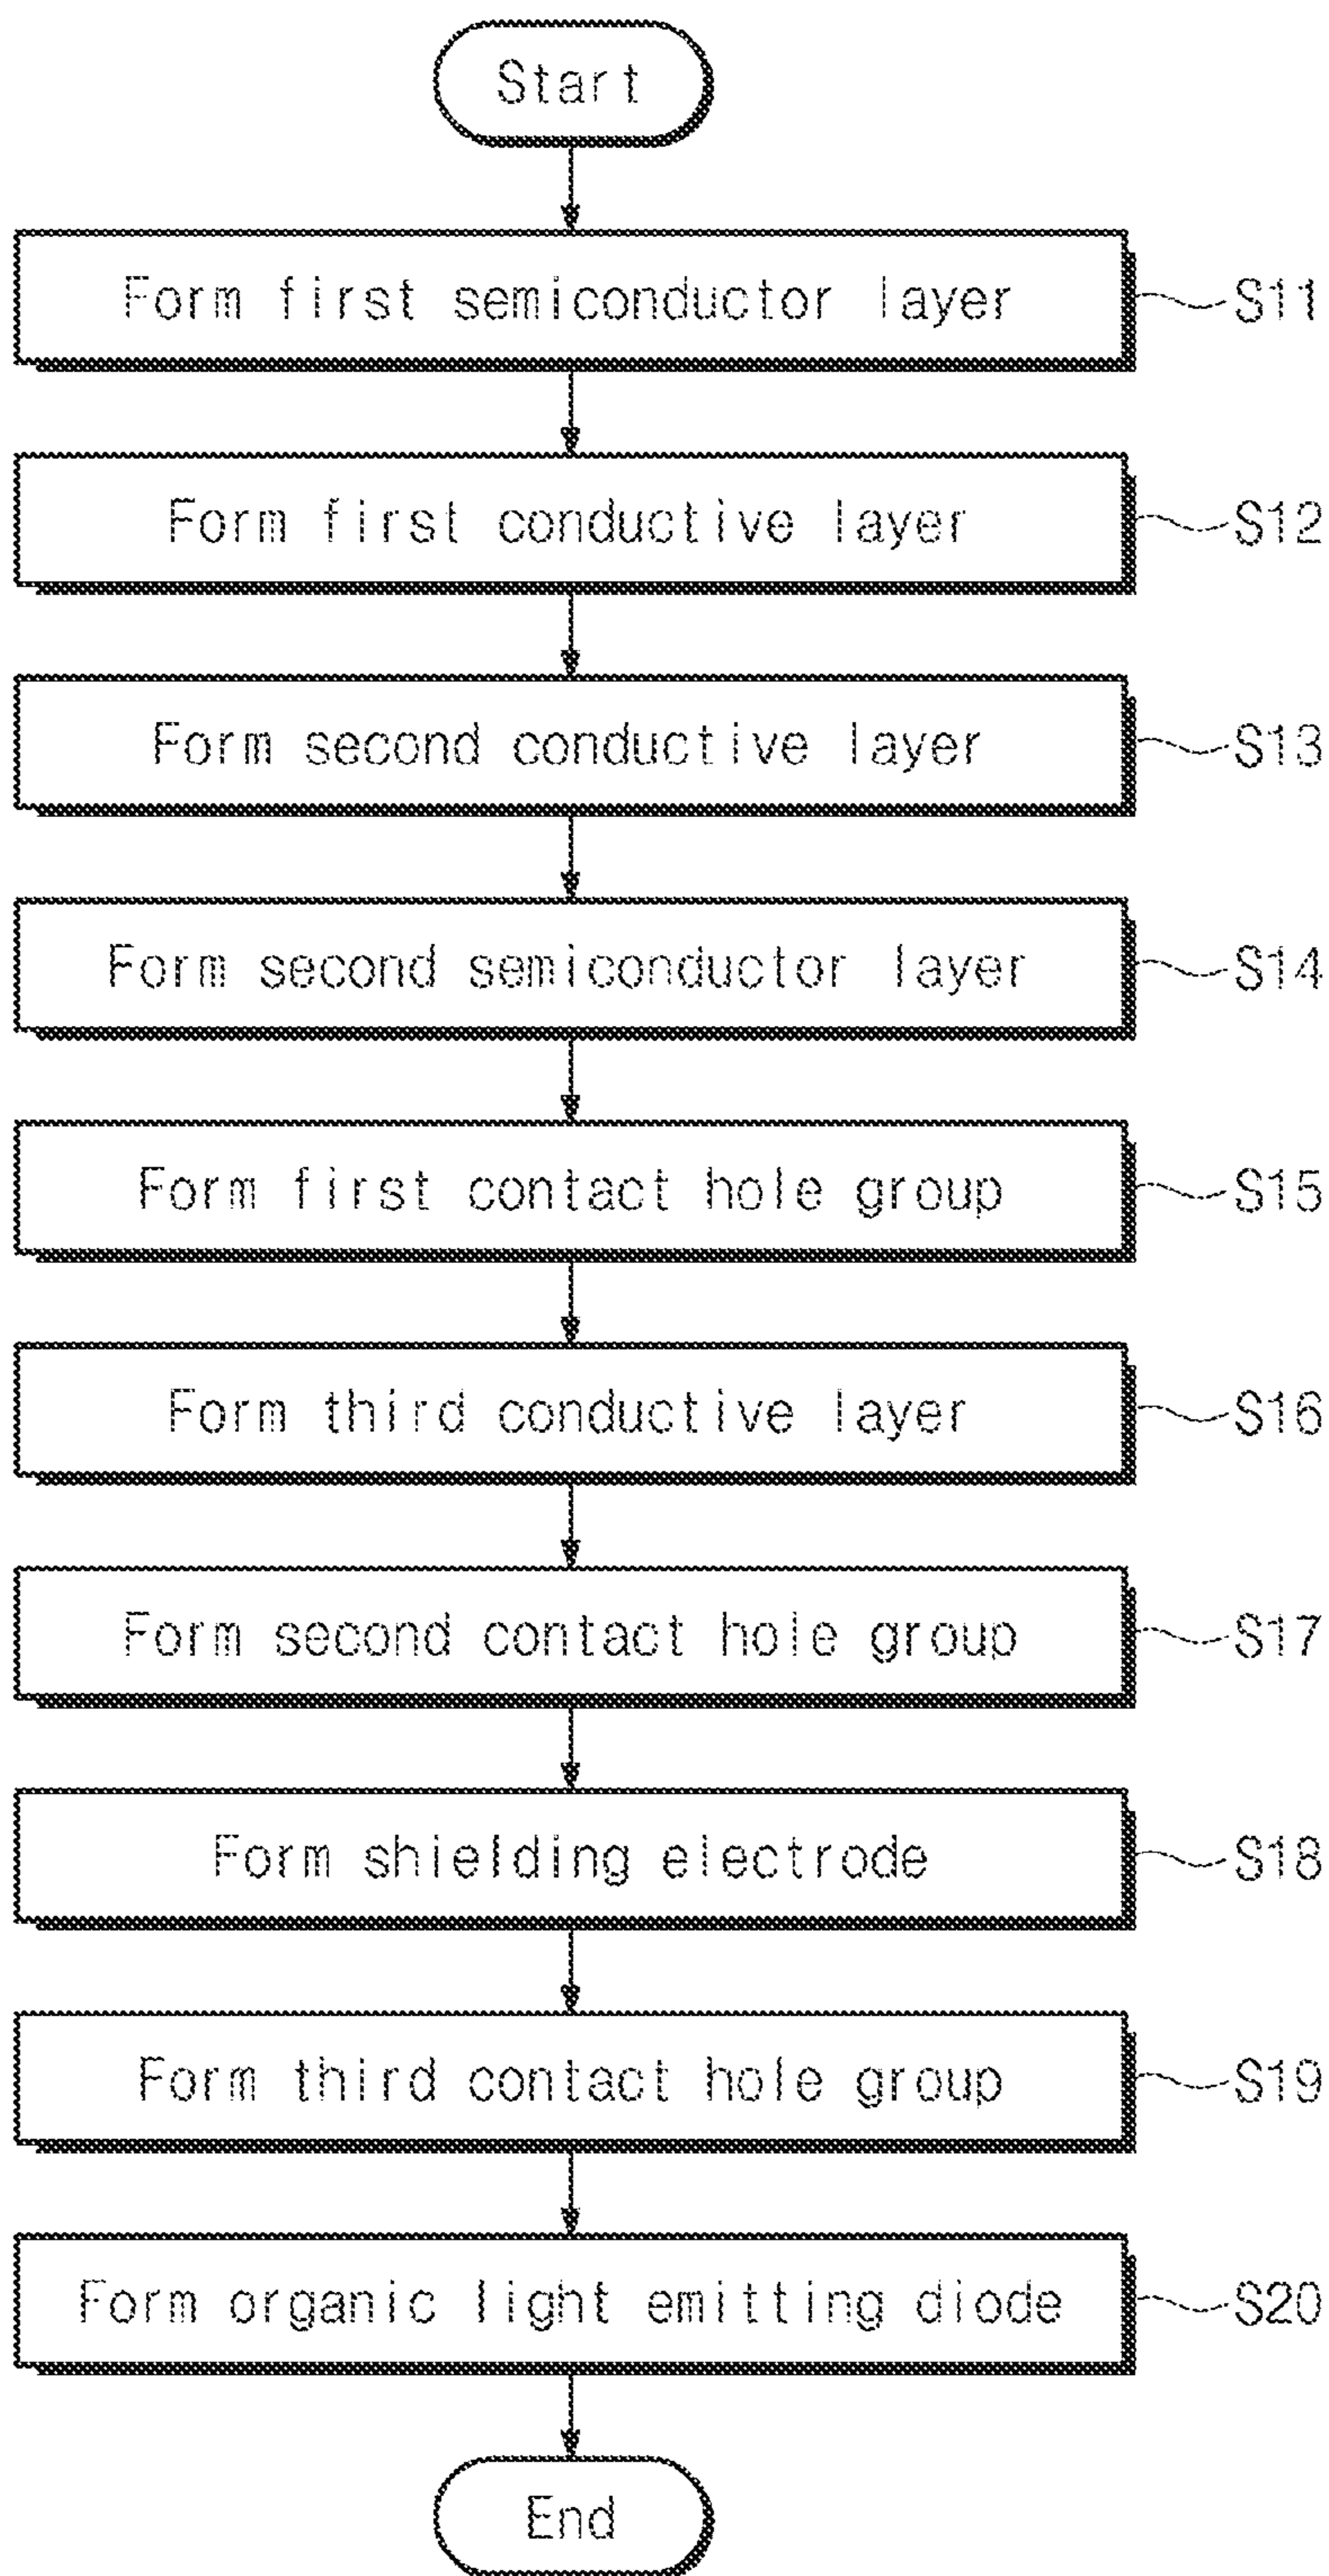 Start
Form first semiconductor layer S11
Form first conductive layer S12
Form second conductive layer S13
Form second semiconductor layer S14
Form first contact hole group S15
Form third conductive layer S16
Form second contact hole group S17
Form shielding electrode S18
Form third contact hole group S19
Form organic light emitting diode S20
End